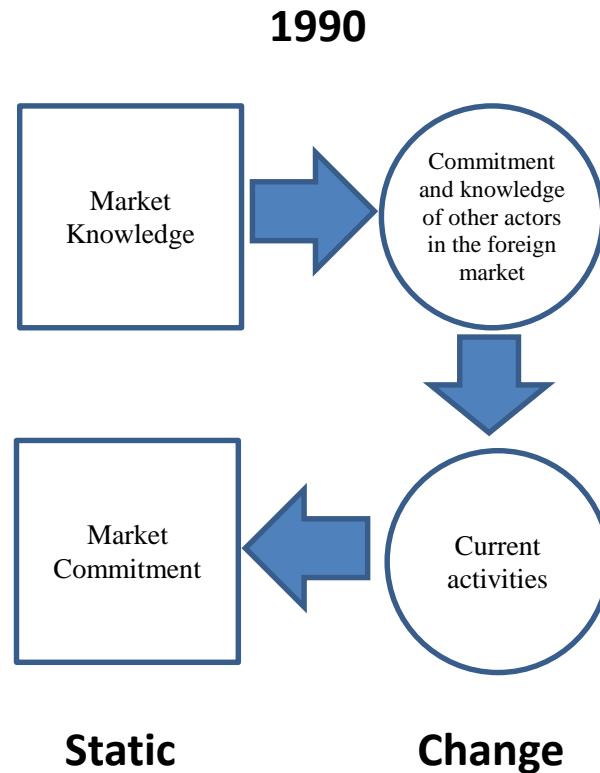 1990
Market
Knowledge
Commitment
and knowledge
of other actors
in the foreign
market
Market
Commitment
Current
activities
Static
Change